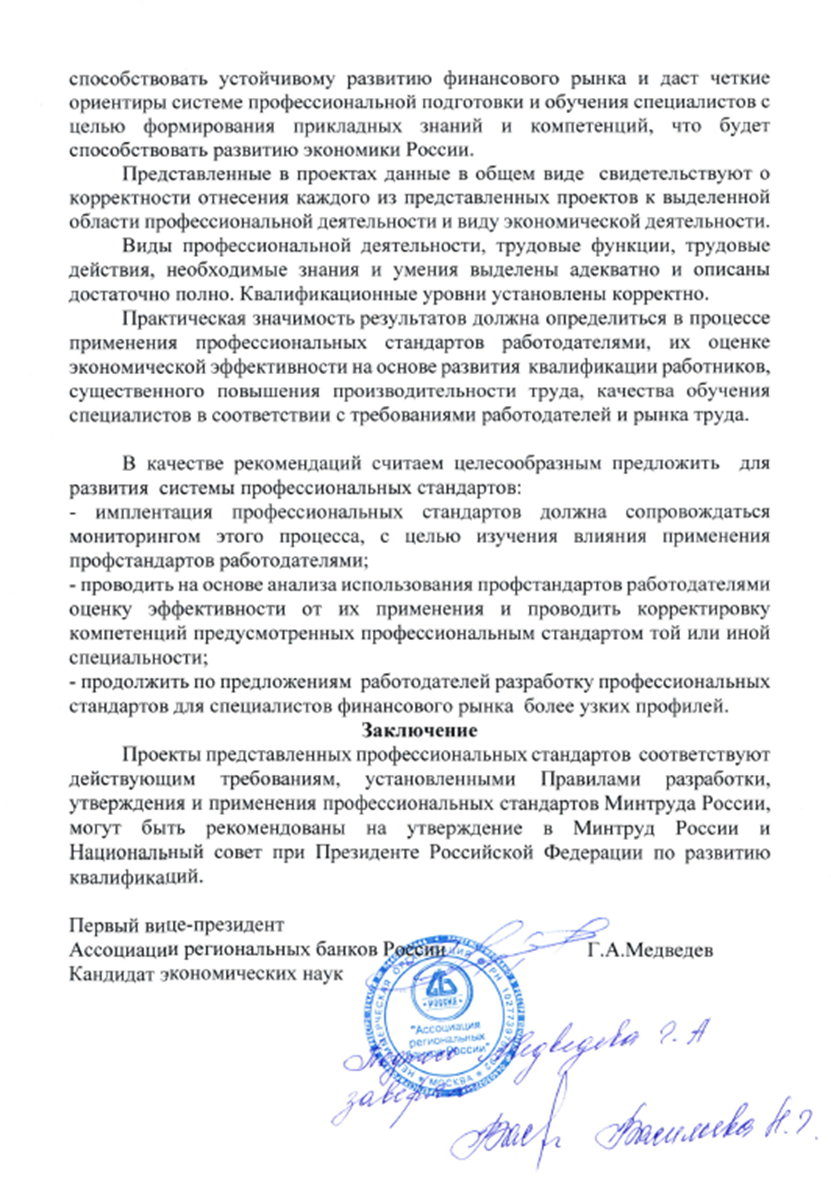 способствовать устойчивому развитию финансового рынка и даст четкие
ориентиры системе профессиональной подготовки и обучения специалистов с
целью формирования прикладных знаний и компетенций, что будет
способствовать развитию экономики России.
Представленные в проектах данные в общем виде свидетельствуют о
корректности отнесения каждого из представленных проектов к выделенной
области профессиональной деятельности и виду экономической деятельности.
Виды профессиональной деятельности, трудовые функции, трудовые
действия, необходимые знания и умения выделены адекватно и описаны
достаточно полно. Квалификационные уровни установлены корректно.
Практическая значимость результатов должна определиться в процессе
применения профессиональных стандартов работодателями, их оценке
экономической эффективности на основе развития квалификации работников,
существенного повышения производительности труда, качества обучения
специалистов в соответствии с требованиями работодателей и рынка труда.
В качестве рекомендаций считаем целесообразным предложить для
развития системы профессиональных стандартов:
- имплентация профессиональных стандартов должна сопровождаться
мониторингом этого процесса, с целью изучения влияния применения
профстандартов работодателями;
- проводить на основе анализа использования профстандартов работодателями
оценку эффективности от их применения и проводить корректировку
компетенций предусмотренных профессиональным стандартом той или иной
специальности;
- продолжить по предложениям работодателей разработку профессиональных
стандартов для специалистов финансового рынка более узких профилей.
Заключение
Проекты представленных профессиональных стандартов соответствуют
действующим требованиям, установленными Правилами разработки,
утверждения и применения профессиональных стандартов Минтруда России,
могут быть рекомендованы на утверждение в Минтруд России и
Национальный совет при Президенте Российской Федерации по развитию
квалификаций.
Первый вице-президент
Ассоциации региональных банков России Г.А.Медведев
Кандидат экономических наук
РОССИЯ
"Ассоциация
региональных
России"
МОСКВА
Медведева Г.А
Васильева Н.